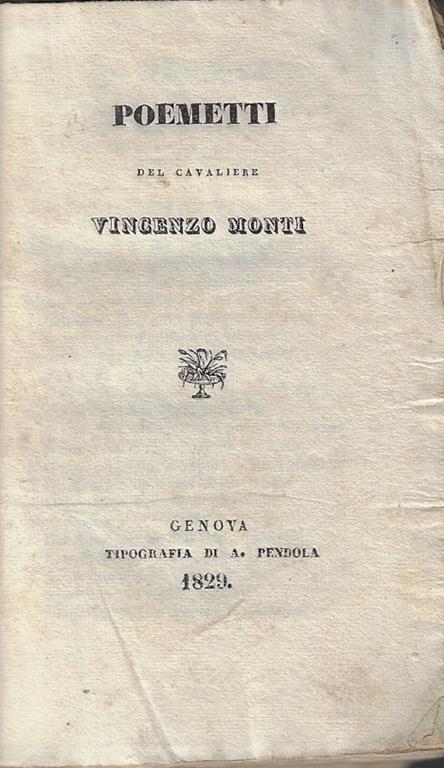 POEMETTI
DEL CAVALIERE
VINCENZO MONTI
GENOVA
TIPOGRAFIA DI A. PENDOLA
1829.